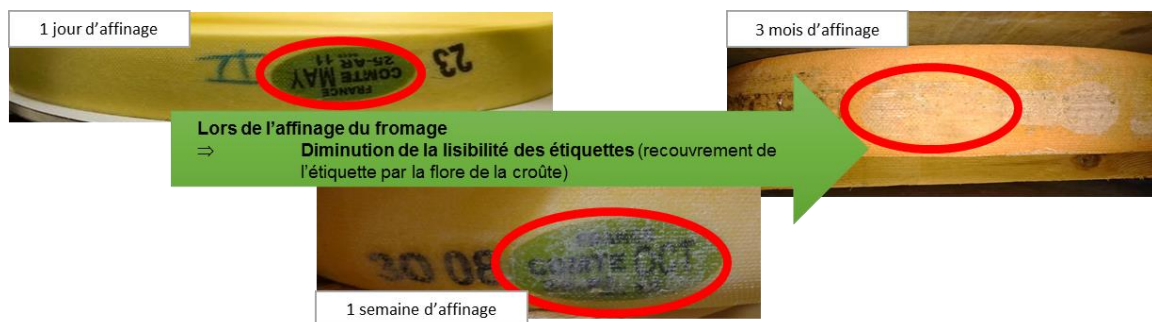 1 jour d’affinage
3 mois d’affinage
23
25-AR 11
COMTE MAY
FRANCE
Lors de l’affinage du fromage
⇒ Diminution de la lisibilité des étiquettes (recouvrement de
l’étiquette par la flore de la croûte)
30 08
COMTE OCT
1 semaine d’affinage